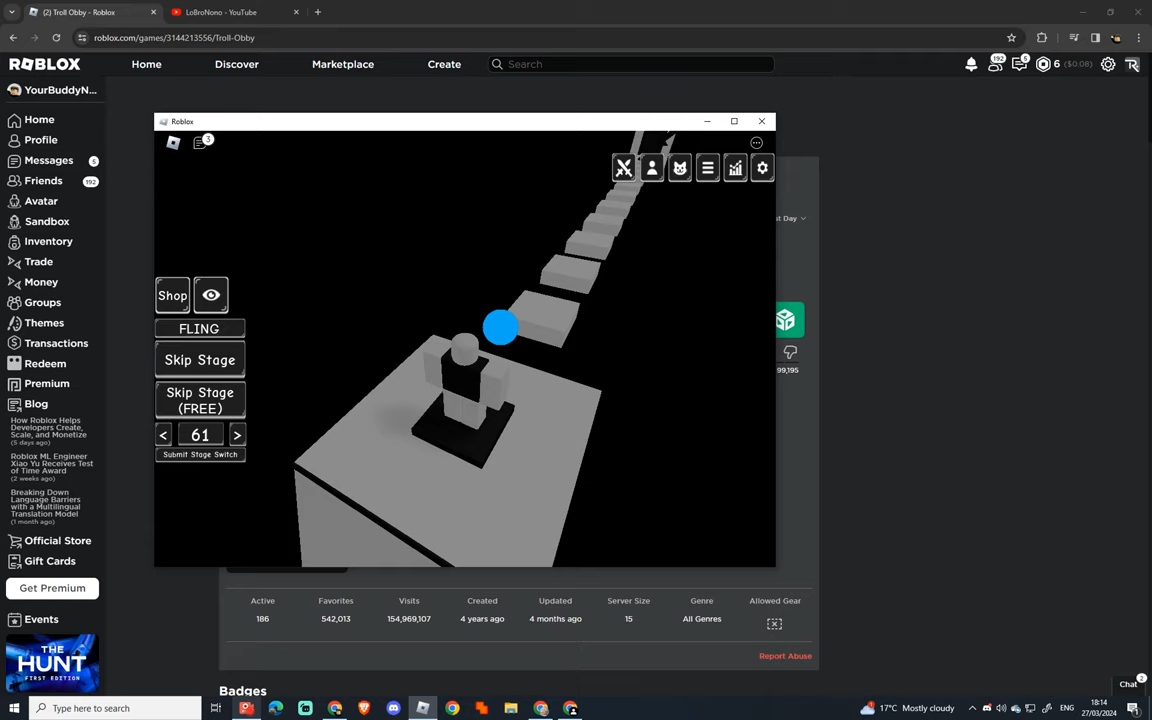 (2) Troll Obby - Roblox
LoBroNono - YouTube
roblox.com/games/3144213556/Troll-Obby
ROBLOX
Home
Discover
Marketplace
Create
Search
192
5
6
($0.08)
YourBuddyN...
Home
Profile
Messages
5
Friends
192
Avatar
Sandbox
Inventory
Trade
Money
Groups
Themes
Transactions
Redeem
Premium
Blog
How Roblox Helps
Developers Create,
Scale, and Monetize
(5 days ago)
Roblox ML Engineer
Xiao Yu Receives Test
of Time Award
(2 weeks ago)
Breaking Down
Language Barriers
with a Multilingual
Translation Model
(1 month ago)
Official Store
Gift Cards
Get Premium
Events
THE
HUNT
FIRST EDITION
Roblox
3
Shop
FLING
Skip Stage
Skip Stage
(FREE)
< 61 >
Submit Stage Switch
st Day
99,195
Active
Favorites
Visits
Created
Updated
Server Size
Genre
Allowed Gear
186
542,013
154,969,107
4 years ago
4 months ago
15
All Genres
Report Abuse
Badges
Chat
2
Type here to search
17°C Mostly cloudy
ENG
18:14
27/03/2024
1